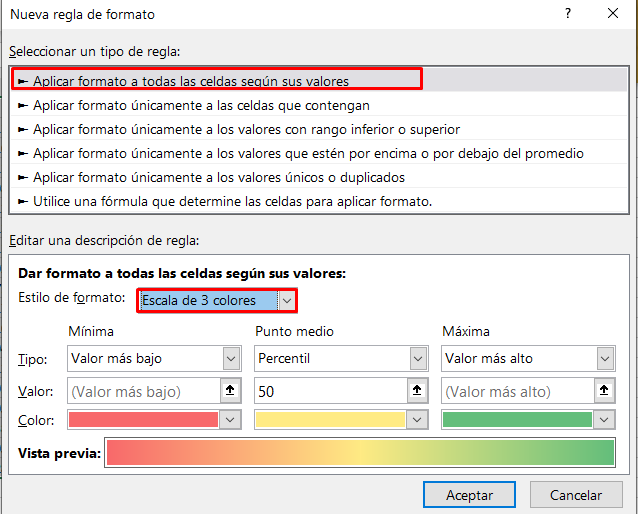 Nueva regla de formato
Seleccionar un tipo de regla:
► Aplicar formato a todas las celdas según sus valores
► Aplicar formato únicamente a las celdas que contengan
► Aplicar formato únicamente a los valores con rango inferior o superior
► Aplicar formato únicamente a los valores que estén por encima o por debajo del promedio
► Aplicar formato únicamente a los valores únicos o duplicados
► Utilice una fórmula que determine las celdas para aplicar formato.
Editar una descripción de regla:
Dar formato a todas las celdas según sus valores:
Estilo de formato: Escala de 3 colores
Mínima Punto medio Máxima
Tipo: Valor más bajo Percentil Valor más alto
Valor: (Valor más bajo) 50 (Valor más alto)
Color:
Vista previa:
Aceptar Cancelar